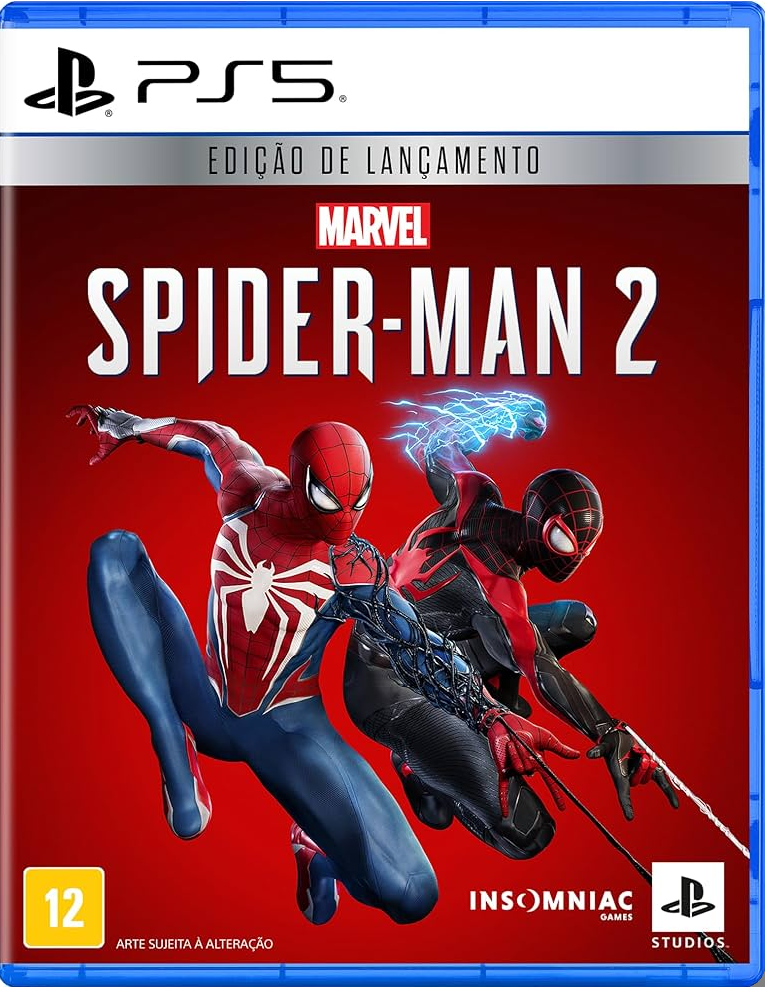 PS5
EDIÇÃO DE LANÇAMENTO
MARVEL
SPIDER-MAN 2
12
ARTE SUJEITA À ALTERAÇÃO
INSOMNIAC
GAMES
STUDIOS